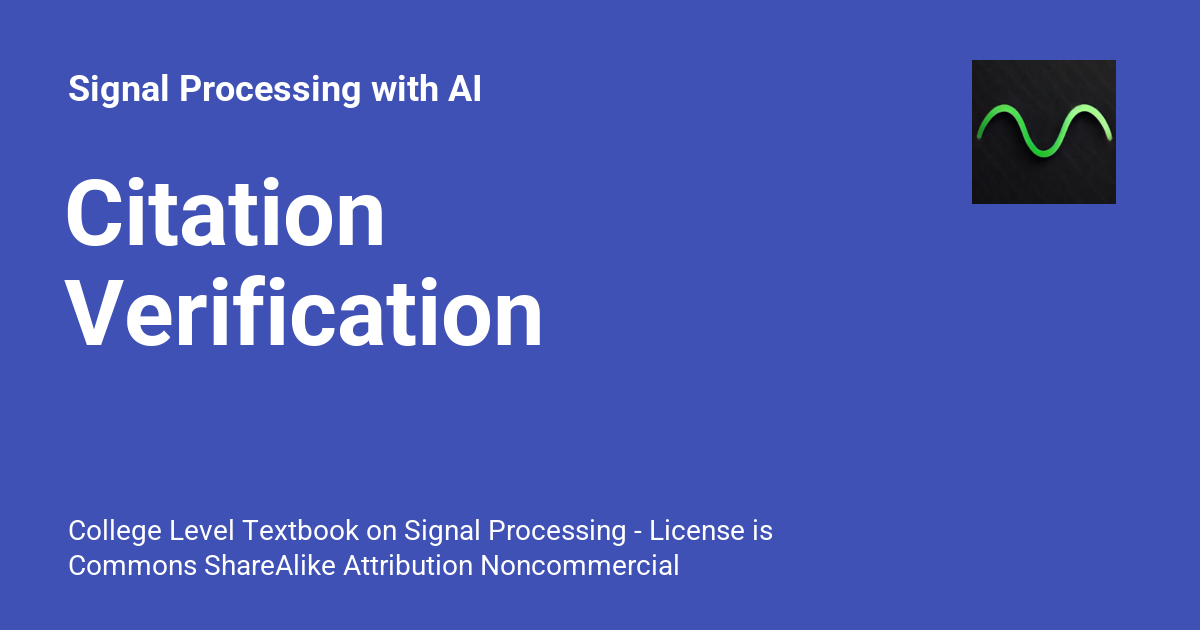 Signal Processing with AI
Citation
Verification
College Level Textbook on Signal Processing - License is
Commons ShareAlike Attribution Noncommercial